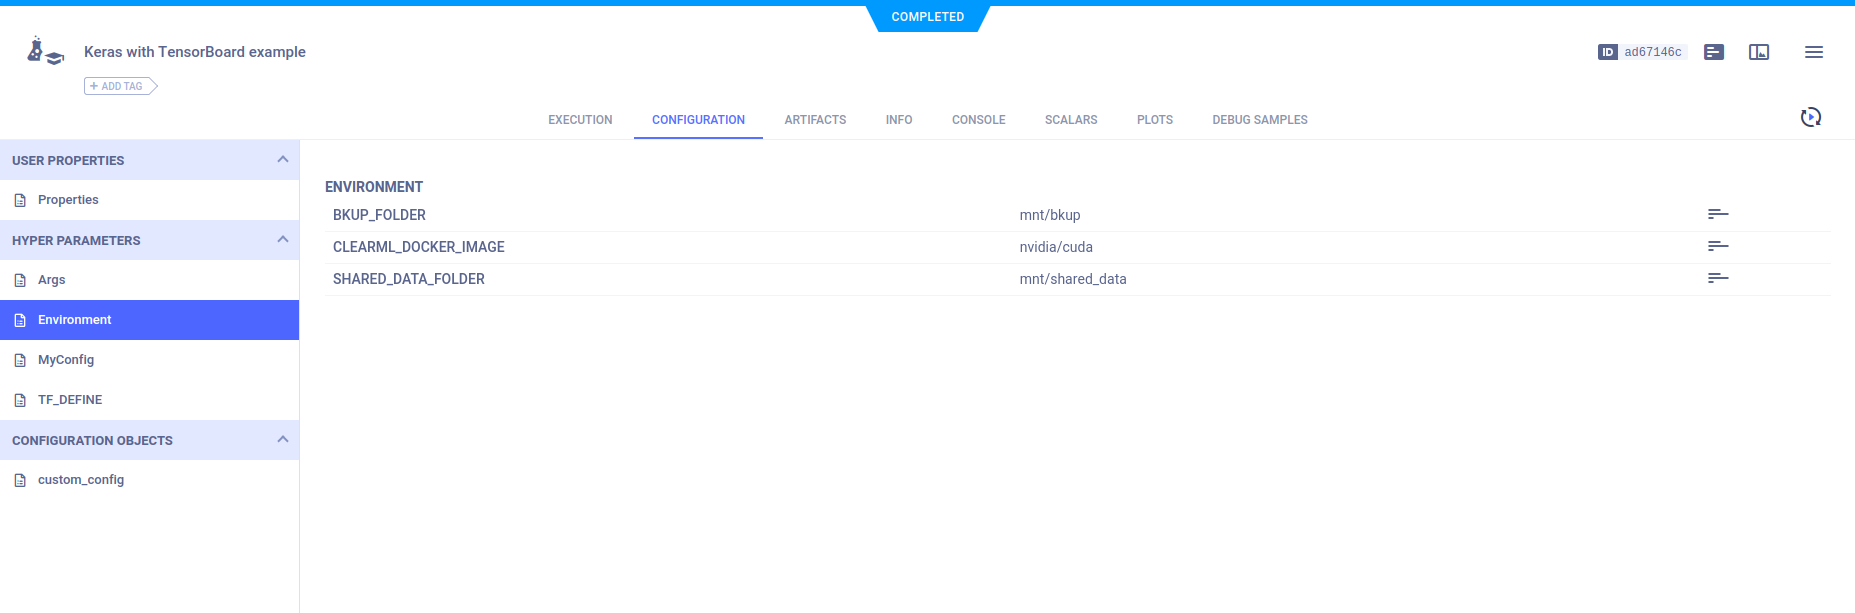 COMPLETED
Keras with TensorBoard example
ID ad67146c
+ ADD TAG
EXECUTION CONFIGURATION ARTIFACTS INFO CONSOLE SCALARS PLOTS DEBUG SAMPLES
USER PROPERTIES
Properties
HYPER PARAMETERS
Args
Environment
MyConfig
TF_DEFINE
CONFIGURATION OBJECTS
custom_config
ENVIRONMENT
BKUP_FOLDER mnt/bkup
CLEARML_DOCKER_IMAGE nvidia/cuda
SHARED_DATA_FOLDER mnt/shared_data